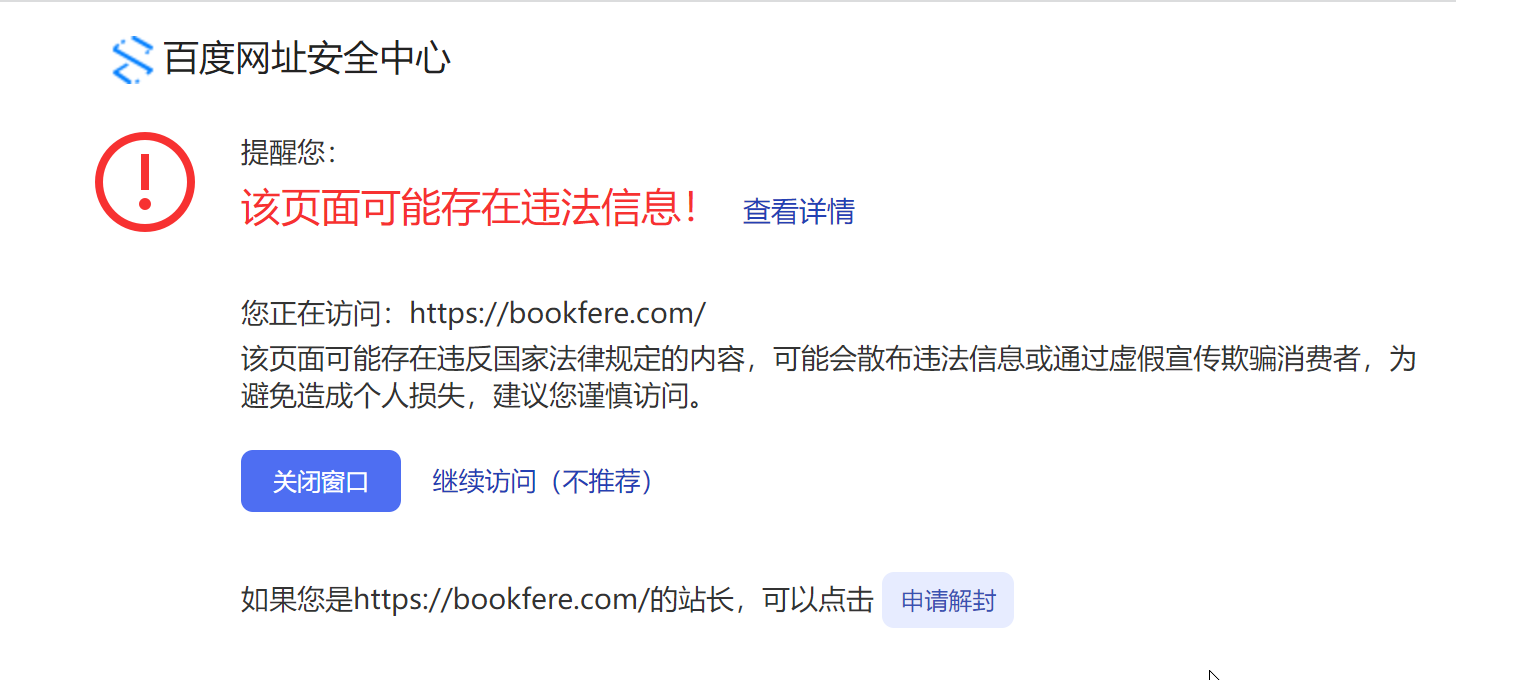 百度网址安全中心
提醒您：
该页面可能存在违法信息！ 查看详情
您正在访问：https://bookfere.com/
该页面可能存在违反国家法律规定的内容，可能会散布违法信息或通过虚假宣传欺骗消费者，为
避免造成个人损失，建议您谨慎访问。
关闭窗口 继续访问（不推荐）
如果您是https://bookfere.com/的站长，可以点击 申请解封